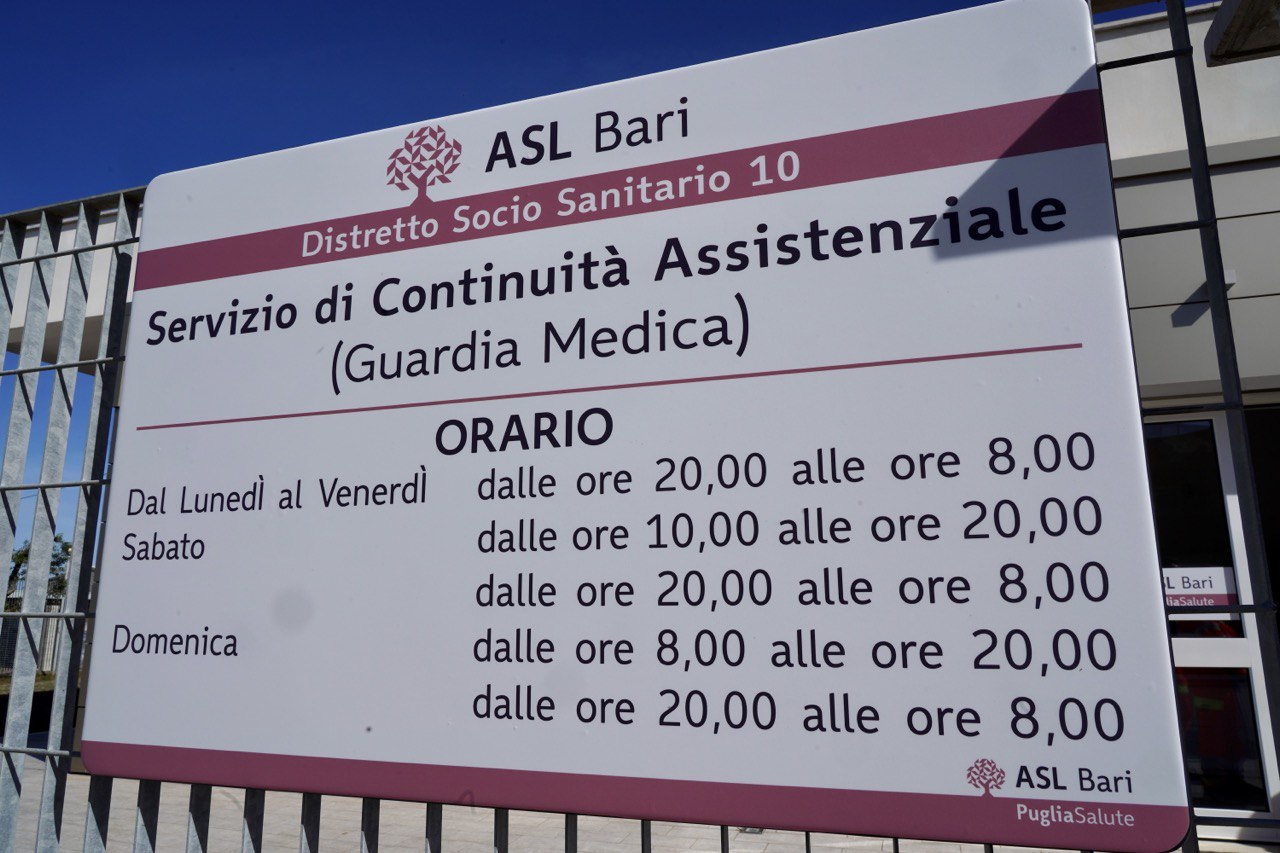 ASL Bari
Distretto Socio Sanitario 10
Servizio di Continuità Assistenziale
(Guardia Medica)
ORARIO
Dal LunedÌ al VenerdÌ dalle ore 20,00 alle ore 8,00
Sabato dalle ore 10,00 alle ore 20,00
dalle ore 20,00 alle ore 8,00
Domenica dalle ore 8,00 alle ore 20,00
dalle ore 20,00 alle ore 8,00
ASL Bari
PugliaSalute
SL Bari
liaSalute